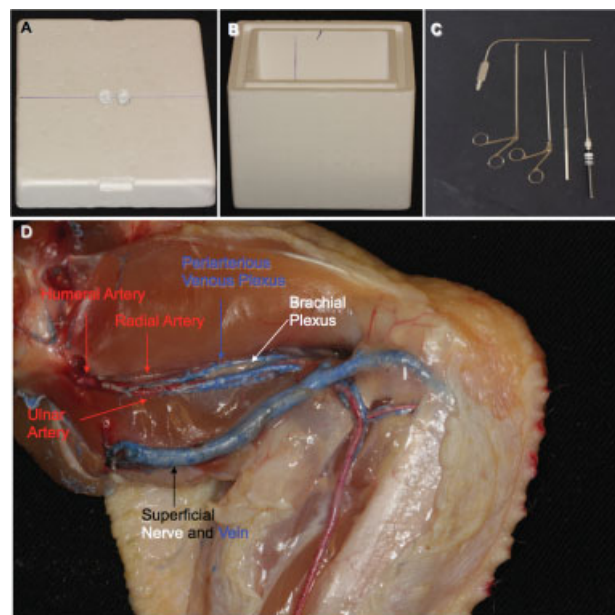 A
B
C
D
Periarterious
Venous Plexus
Humeral Artery
Brachial
Plexus
Radial Artery
Ulnar
Artery
Superficial
Nerve and Vein